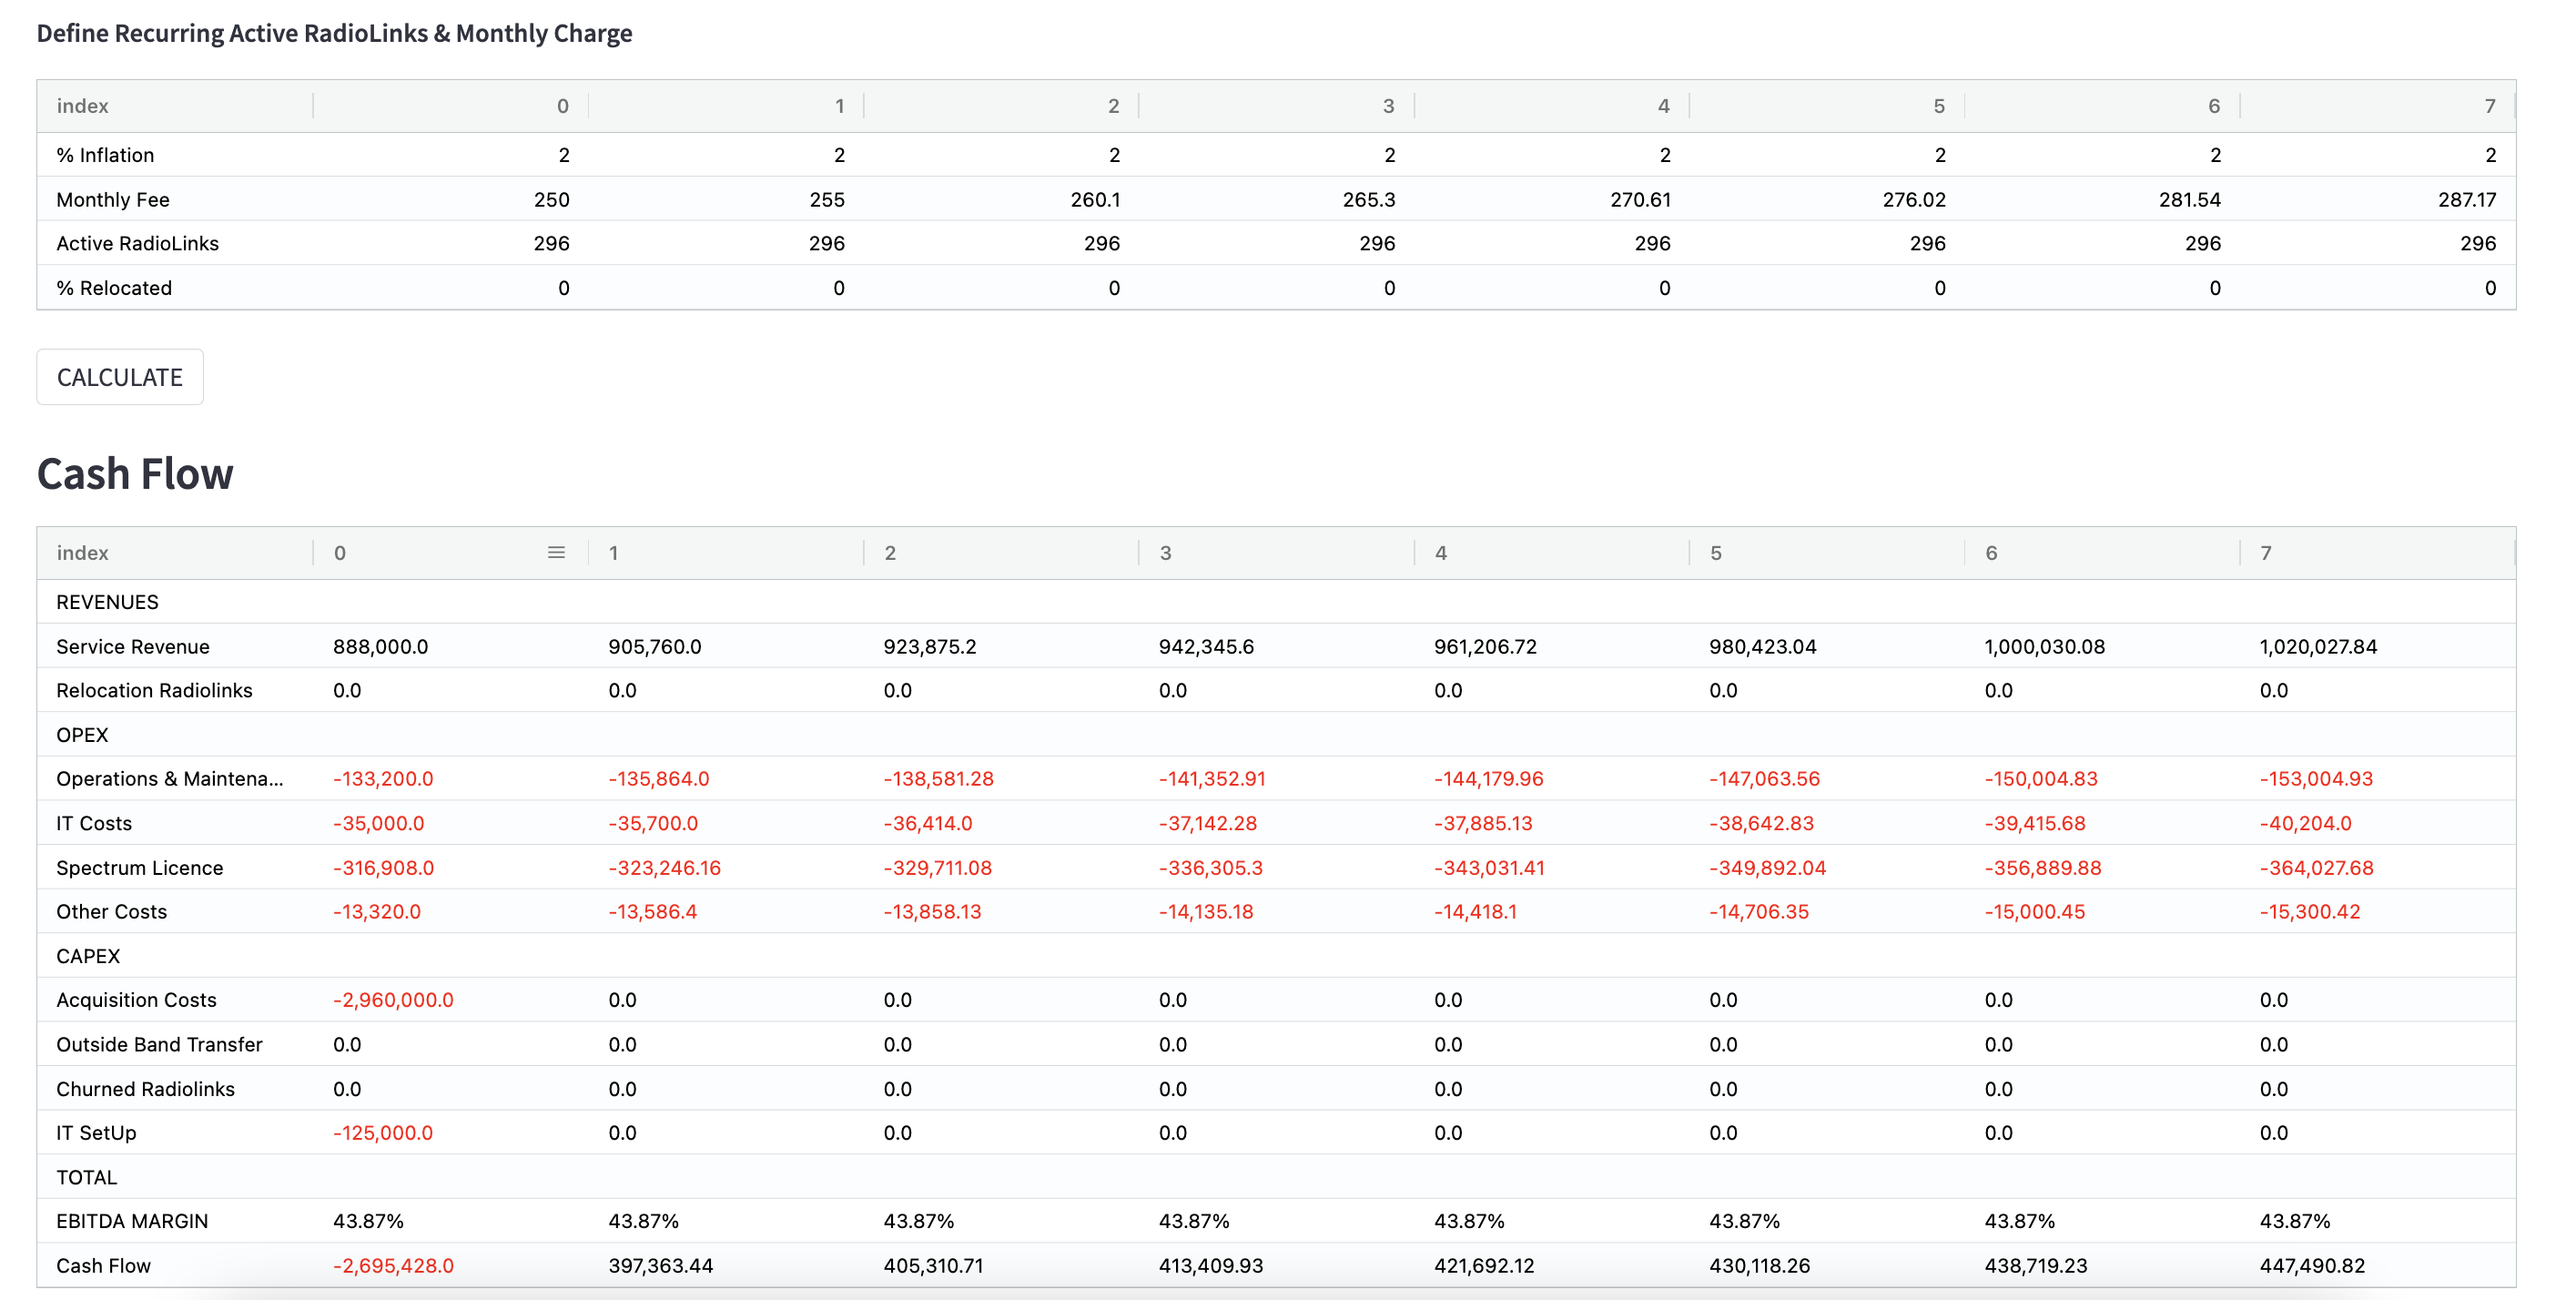 Define Recurring Active RadioLinks & Monthly Charge
index 0 1 2 3 4 5 6 7
% Inflation 2 2 2 2 2 2 2 2
Monthly Fee 250 255 260.1 265.3 270.61 276.02 281.54 287.17
Active RadioLinks 296 296 296 296 296 296 296 296
% Relocated 0 0 0 0 0 0 0 0
CALCULATE
Cash Flow
index 0 1 2 3 4 5 6 7
REVENUES
Service Revenue 888,000.0 905,760.0 923,875.2 942,345.6 961,206.72 980,423.04 1,000,030.08 1,020,027.84
Relocation Radiolinks 0.0 0.0 0.0 0.0 0.0 0.0 0.0 0.0
OPEX
Operations & Maintena... -133,200.0 -135,864.0 -138,581.28 -141,352.91 -144,179.96 -147,063.56 -150,004.83 -153,004.93
IT Costs -35,000.0 -35,700.0 -36,414.0 -37,142.28 -37,885.13 -38,642.83 -39,415.68 -40,204.0
Spectrum Licence -316,908.0 -323,246.16 -329,711.08 -336,305.3 -343,031.41 -349,892.04 -356,889.88 -364,027.68
Other Costs -13,320.0 -13,586.4 -13,858.13 -14,135.18 -14,418.1 -14,706.35 -15,000.45 -15,300.42
CAPEX
Acquisition Costs -2,960,000.0 0.0 0.0 0.0 0.0 0.0 0.0 0.0
Outside Band Transfer 0.0 0.0 0.0 0.0 0.0 0.0 0.0 0.0
Churned Radiolinks 0.0 0.0 0.0 0.0 0.0 0.0 0.0 0.0
IT SetUp -125,000.0 0.0 0.0 0.0 0.0 0.0 0.0 0.0
TOTAL
EBITDA MARGIN 43.87% 43.87% 43.87% 43.87% 43.87% 43.87% 43.87% 43.87%
Cash Flow -2,695,428.0 397,363.44 405,310.71 413,409.93 421,692.12 430,118.26 438,719.23 447,490.82